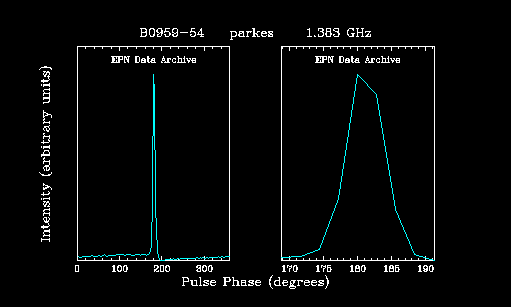 B0959-54 parkes 1.383 GHz
EPN Data Archive EPN Data Archive
Intensity (arbitrary units)
0 100 200 300 170 175 180 185 190
Pulse Phase (degrees)